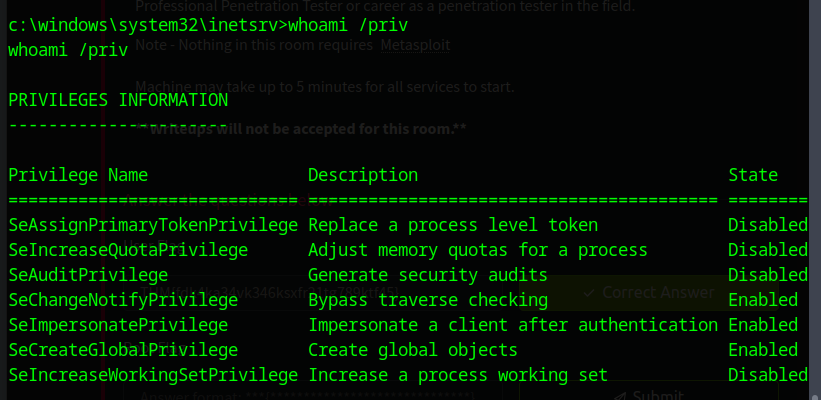 Professional Penetration Tester or career as a penetration tester in the field.
c:\windows\system32\inetsrv>whoami /priv
Note - Nothing in this room requires Metasploit
whoami /priv
Machine may take up to 5 minutes for all services to start.
PRIVILEGES INFORMATION
----------------------
**Writeups will not be accepted for this room.**
Privilege Name Description State
============================= ========================================= ========
SeAssignPrimaryTokenPrivilege Replace a process level token Disabled
SeIncreaseQuotaPrivilege Adjust memory quotas for a process Disabled
SeAuditPrivilege Generate security audits Disabled
Correct Answer
SeChangeNotifyPrivilege Bypass traverse checking Enabled
SeImpersonatePrivilege Impersonate a client after authentication Enabled
SeCreateGlobalPrivilege Create global objects Enabled
SeIncreaseWorkingSetPrivilege Increase a process working set Disabled
Submit